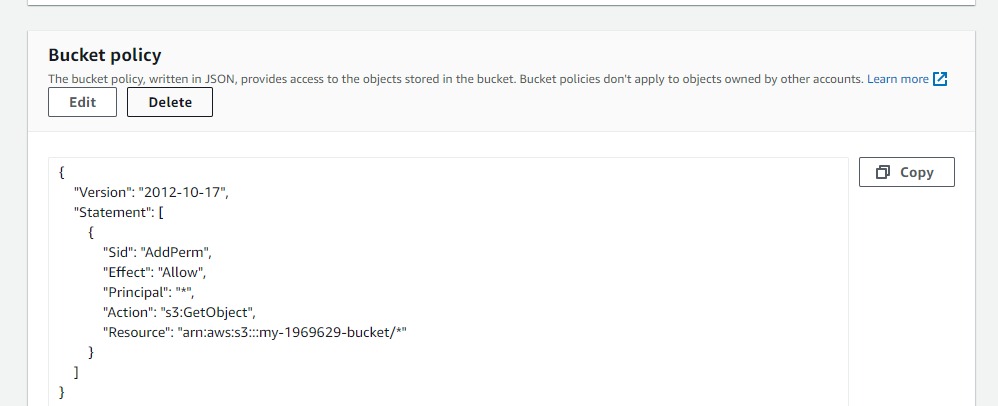 Bucket policy
The bucket policy, written in JSON, provides access to the objects stored in the bucket. Bucket policies don't apply to objects owned by other accounts. Learn more
Edit Delete
Copy
{
"Version": "2012-10-17",
"Statement": [
{
"Sid": "AddPerm",
"Effect": "Allow",
"Principal": "*",
"Action": "s3:GetObject",
"Resource": "arn:aws:s3:::my-1969629-bucket/*"
}
]
}